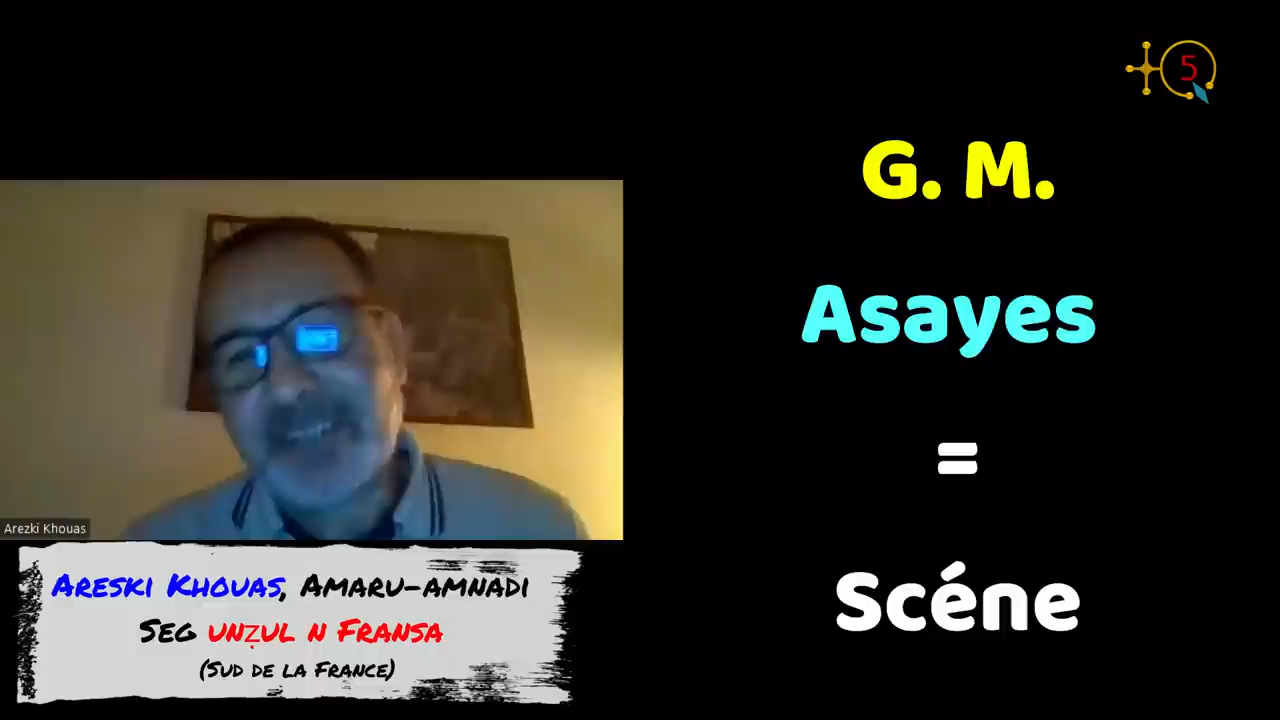 5
G. M.
Asayes
=
Scéne
Arezki Khouas
Areski Khouas, Amaru-amnadi
Seg unẓul n Fransa
(Sud de la France)